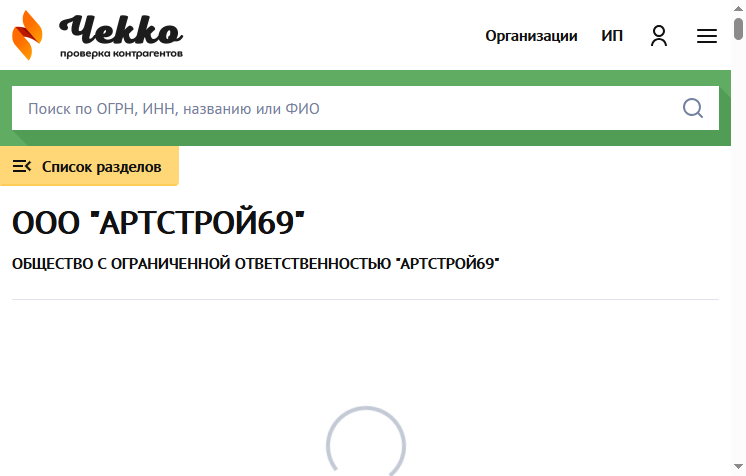 Чекко
проверка контрагентов
Организации
ИП
Поиск по ОГРН, ИНН, названию или ФИО
Список разделов
ООО "АРТСТРОЙ69"
ОБЩЕСТВО С ОГРАНИЧЕННОЙ ОТВЕТСТВЕННОСТЬЮ "АРТСТРОЙ69"